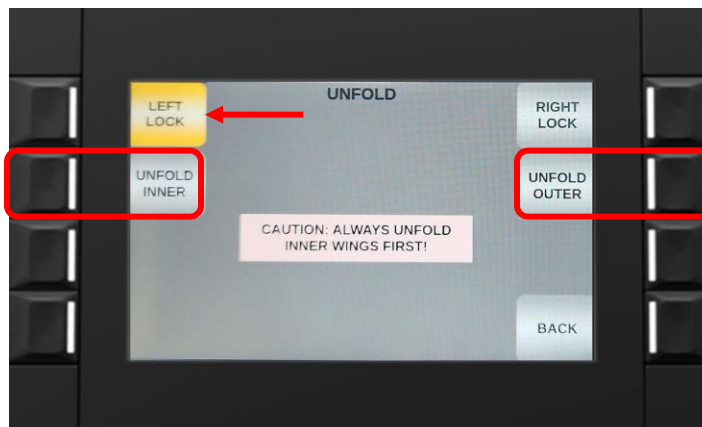 UNFOLD
LEFT
LOCK
RIGHT
LOCK
UNFOLD
INNER
UNFOLD
OUTER
CAUTION: ALWAYS UNFOLD
INNER WINGS FIRST!
BACK